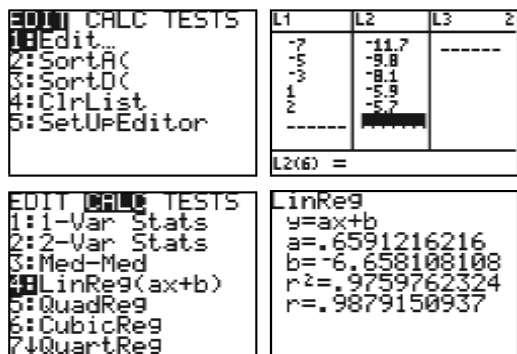 EDIT CALC TESTS
1:Edit…
2:SortA(
3:SortD(
4:ClrList
5:SetUpEditor
L1 L2 L3 2
-7 -11.7 ------
-5 -9.8
-3 -8.1
1 -5.9
2 -5.7
------
L2(6) =
EDIT CALC TESTS
1:1-Var Stats
2:2-Var Stats
3:Med-Med
4:LinReg(ax+b)
5:QuadReg
6:CubicReg
7↓QuartReg
LinReg
y=ax+b
a=.6591216216
b=-6.658108108
r²=.9759762324
r=.9879150937